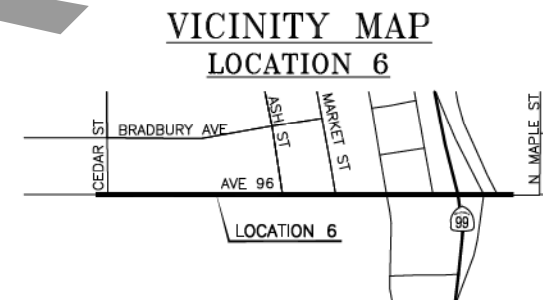 VICINITY MAP
LOCATION 6
CEDAR ST
BRADBURY AVE
ASH ST
MARKET ST
N MAPLE ST
AVE 96
99
LOCATION 6